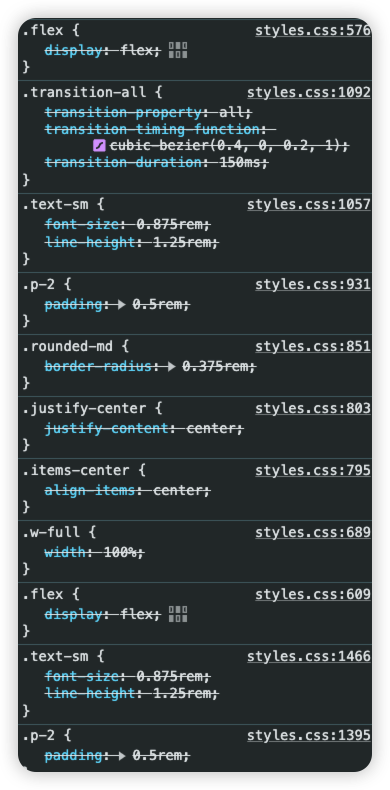 .flex { styles.css:576
display: flex;
}
.transition-all { styles.css:1092
transition-property: all;
transition-timing-function:
cubic-bezier(0.4, 0, 0.2, 1);
transition-duration: 150ms;
}
.text-sm { styles.css:1057
font-size: 0.875rem;
line-height: 1.25rem;
}
.p-2 { styles.css:931
padding: ▶ 0.5rem;
}
.rounded-md { styles.css:851
border-radius: ▶ 0.375rem;
}
.justify-center { styles.css:803
justify-content: center;
}
.items-center { styles.css:795
align-items: center;
}
.w-full { styles.css:689
width: 100%;
}
.flex { styles.css:609
display: flex;
}
.text-sm { styles.css:1466
font-size: 0.875rem;
line-height: 1.25rem;
}
.p-2 { styles.css:1395
padding: ▶ 0.5rem;